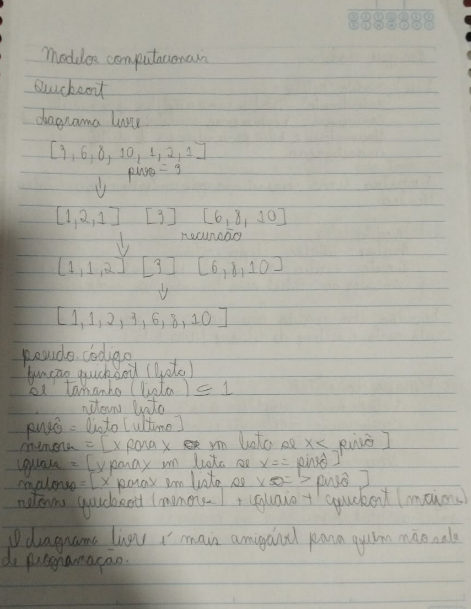 Modelos computacionais
Quicksort
diagrama livre
[3, 6, 8, 10, 1, 2, 1]
pivô = 3
↓
[1,2,1] [3] [6,8,10]
↓ recursão
[1,1,2] [3] [6,8,10]
↓
[1,1,2,3,6,8,10]
pseudo-código
função quicksort(lista)
se tamanho(lista) <= 1
retorne lista
pivô = lista[ultimo]
menores = [x para x em lista se x < pivô]
iguais = [x para x em lista se x == pivô]
maiores = [x para x em lista se x > pivô]
retorne quicksort(menores) + iguais + quicksort(maiores)
O diagrama livre é mais amigável para quem não sabe
de programação.